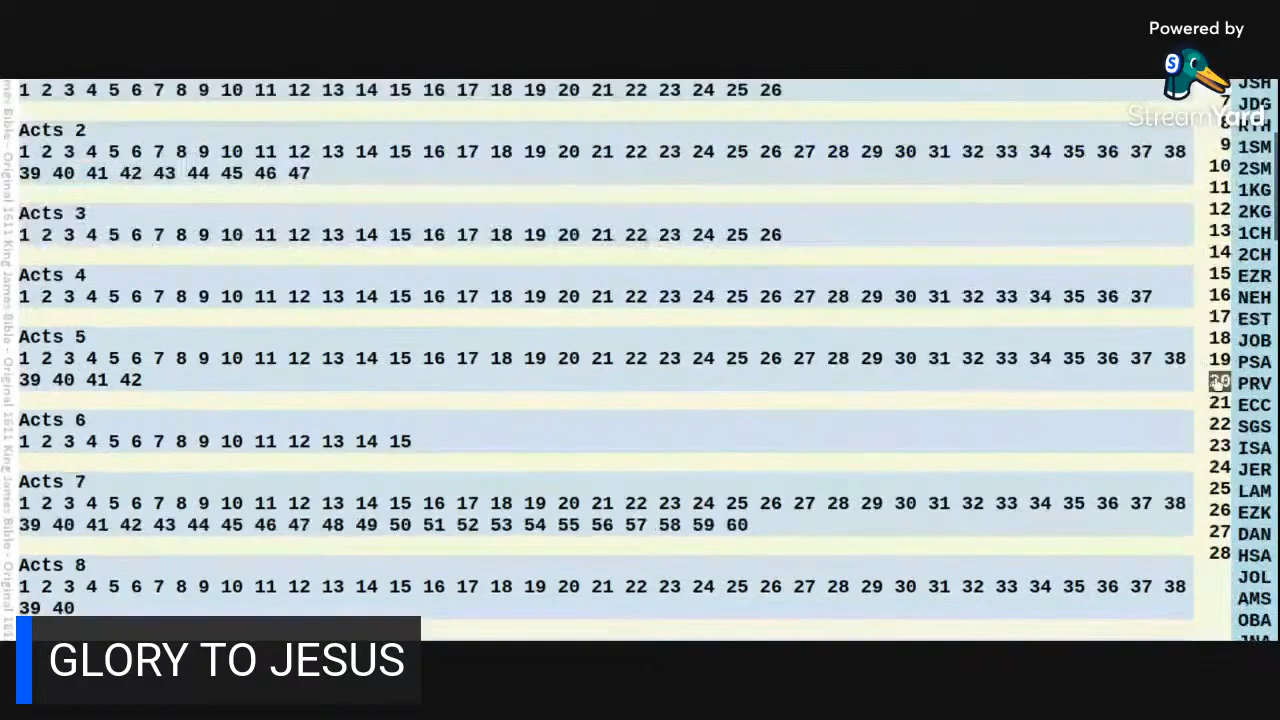 Powered by
StreamYard
1 2 3 4 5 6 7 8 9 10 11 12 13 14 15 16 17 18 19 20 21 22 23 24 25 26
Acts 2
1 2 3 4 5 6 7 8 9 10 11 12 13 14 15 16 17 18 19 20 21 22 23 24 25 26 27 28 29 30 31 32 33 34 35 36 37 38
39 40 41 42 43 44 45 46 47
Acts 3
1 2 3 4 5 6 7 8 9 10 11 12 13 14 15 16 17 18 19 20 21 22 23 24 25 26
Acts 4
1 2 3 4 5 6 7 8 9 10 11 12 13 14 15 16 17 18 19 20 21 22 23 24 25 26 27 28 29 30 31 32 33 34 35 36 37
Acts 5
1 2 3 4 5 6 7 8 9 10 11 12 13 14 15 16 17 18 19 20 21 22 23 24 25 26 27 28 29 30 31 32 33 34 35 36 37 38
39 40 41 42
Acts 6
1 2 3 4 5 6 7 8 9 10 11 12 13 14 15
Acts 7
1 2 3 4 5 6 7 8 9 10 11 12 13 14 15 16 17 18 19 20 21 22 23 24 25 26 27 28 29 30 31 32 33 34 35 36 37 38
39 40 41 42 43 44 45 46 47 48 49 50 51 52 53 54 55 56 57 58 59 60
Acts 8
1 2 3 4 5 6 7 8 9 10 11 12 13 14 15 16 17 18 19 20 21 22 23 24 25 26 27 28 29 30 31 32 33 34 35 36 37 38
39 40
7
8
9
10
11
12
13
14
15
16
17
18
19
20
21
22
23
24
25
26
27
28
JSH
JDG
RTH
1SM
2SM
1KG
2KG
1CH
2CH
EZR
NEH
EST
JOB
PSA
PRV
ECC
SGS
ISA
JER
LAM
EZK
DAN
HSA
JOL
AMS
OBA
JNA
Bible - Original 1611 King James Bible - Original 1611 King James Bible - Original
GLORY TO JESUS